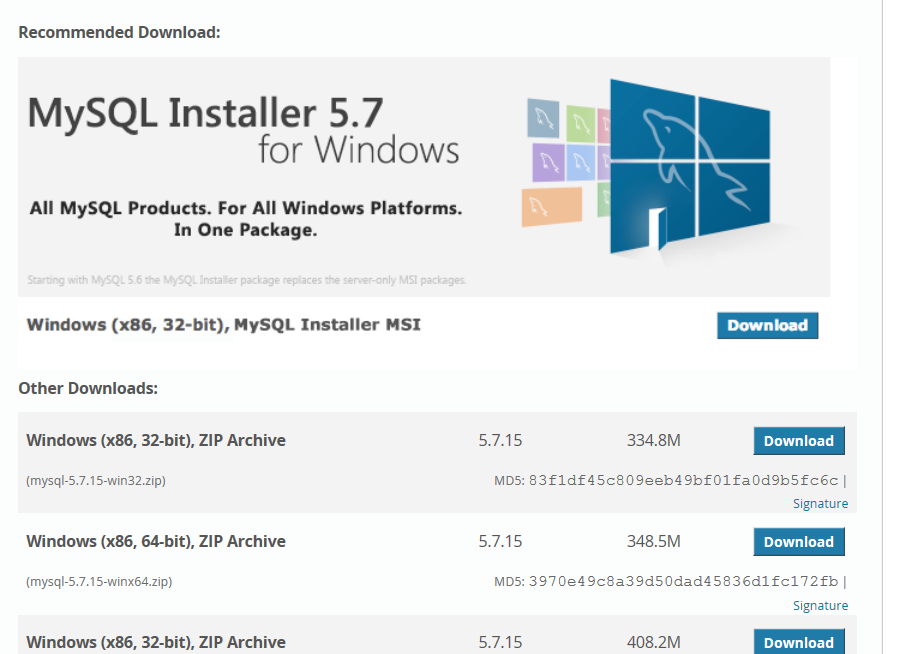 Recommended Download:
MySQL Installer 5.7
for Windows
All MySQL Products. For All Windows Platforms.
In One Package.
Starting with MySQL 5.6 the MySQL Installer package replaces the server-only MSI packages.
Windows (x86, 32-bit), MySQL Installer MSI Download
Other Downloads:
Windows (x86, 32-bit), ZIP Archive 5.7.15 334.8M Download
(mysql-5.7.15-win32.zip) MD5: 83f1df45c809eeb49bf01fa0d9b5fc6c |
Signature
Windows (x86, 64-bit), ZIP Archive 5.7.15 348.5M Download
(mysql-5.7.15-winx64.zip) MD5: 3970e49c8a39d50dad45836d1fc172fb |
Signature
Windows (x86, 32-bit), ZIP Archive 5.7.15 408.2M Download